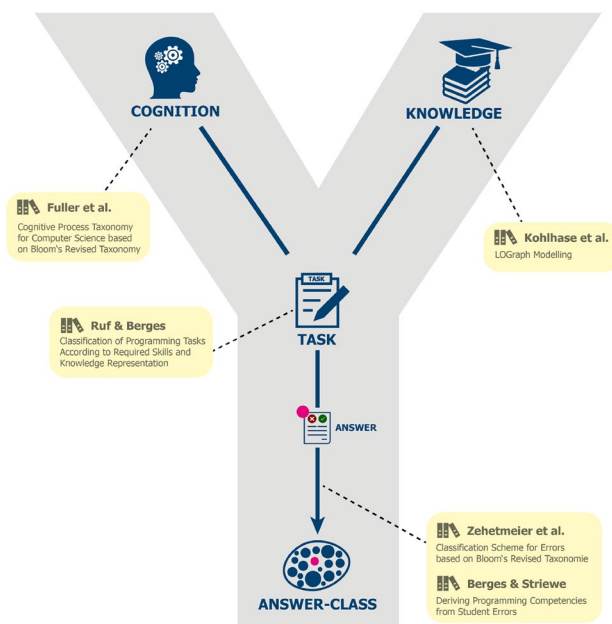 COGNITION
KNOWLEDGE
Fuller et al.
Cognitive Process Taxonomy
for Computer Science based
on Bloom's Revised Taxonomy
Kohlhase et al.
LOGraph Modelling
TASK
TASK
Ruf & Berges
Classification of Programming Tasks
According to Required Skills and
Knowledge Representation
ANSWER
Zehetmeier et al.
Classification Scheme for Errors
based on Bloom's Revised Taxonomie
Berges & Striewe
Deriving Programming Competencies
from Student Errors
ANSWER-CLASS